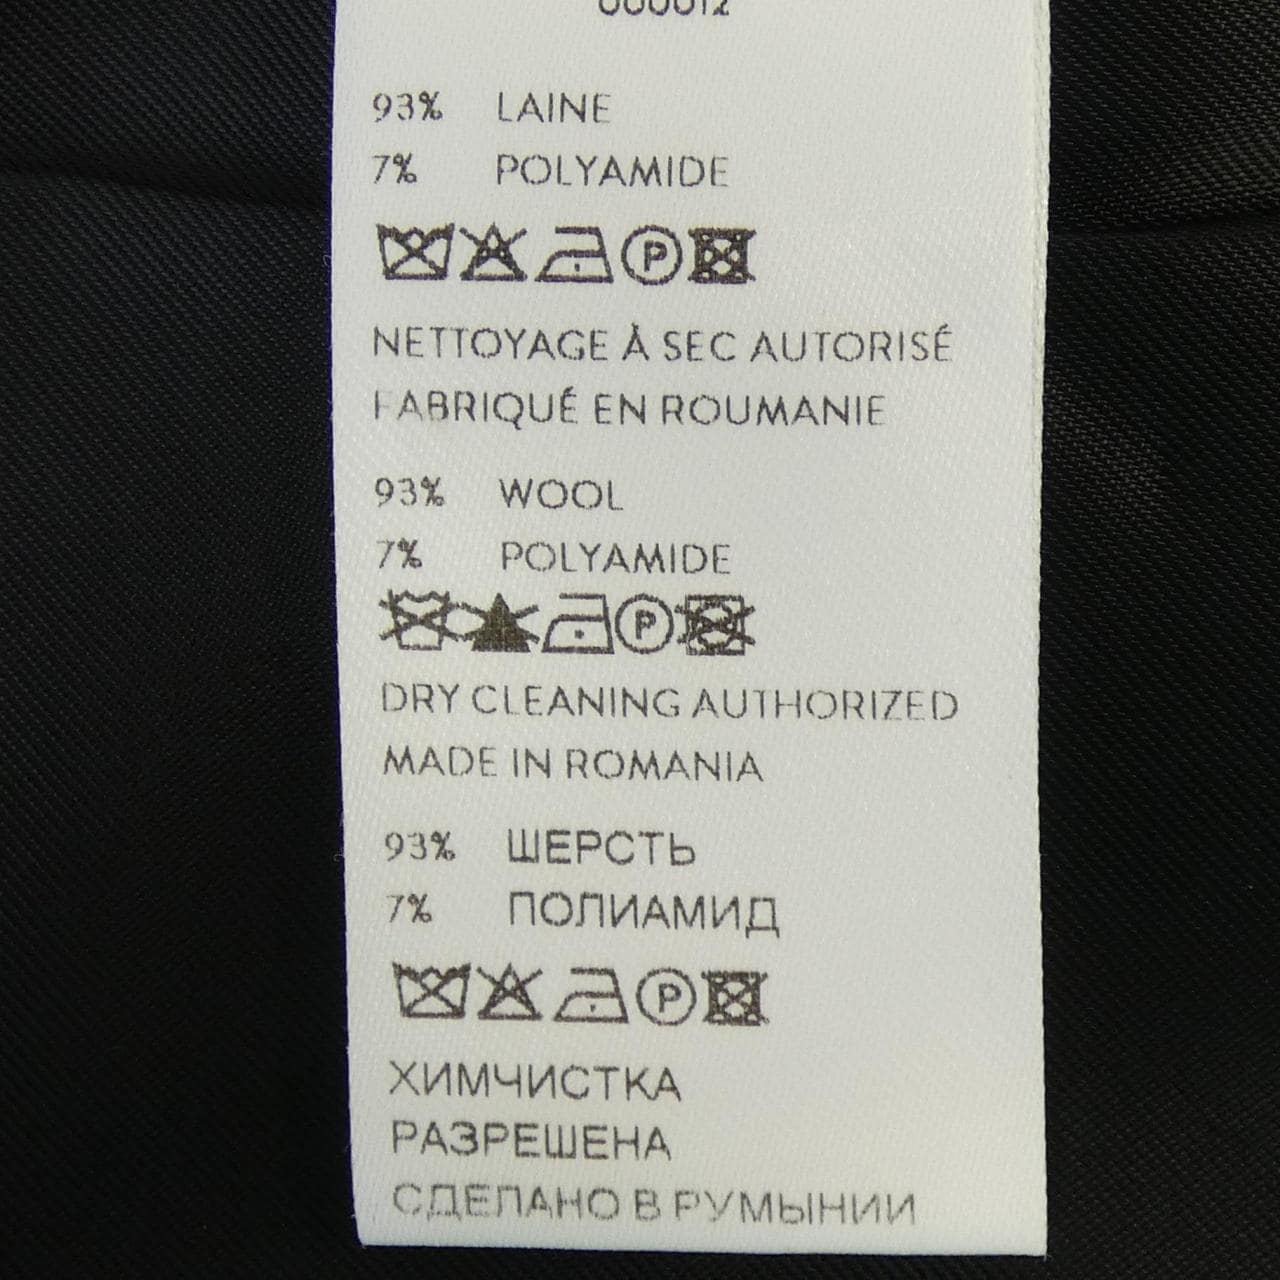 000012
93% LAINE
7% POLYAMIDE
P
NETTOYAGE À SEC AUTORISÉ
FABRIQUÉ EN ROUMANIE
93% WOOL
7% POLYAMIDE
P
DRY CLEANING AUTHORIZED
MADE IN ROMANIA
93% ШЕРСТЬ
7% ПОЛИАМИД
P
ХИМЧИСТКА
РАЗРЕШЕНА
СДЕЛАНО В РУМЫНИИ